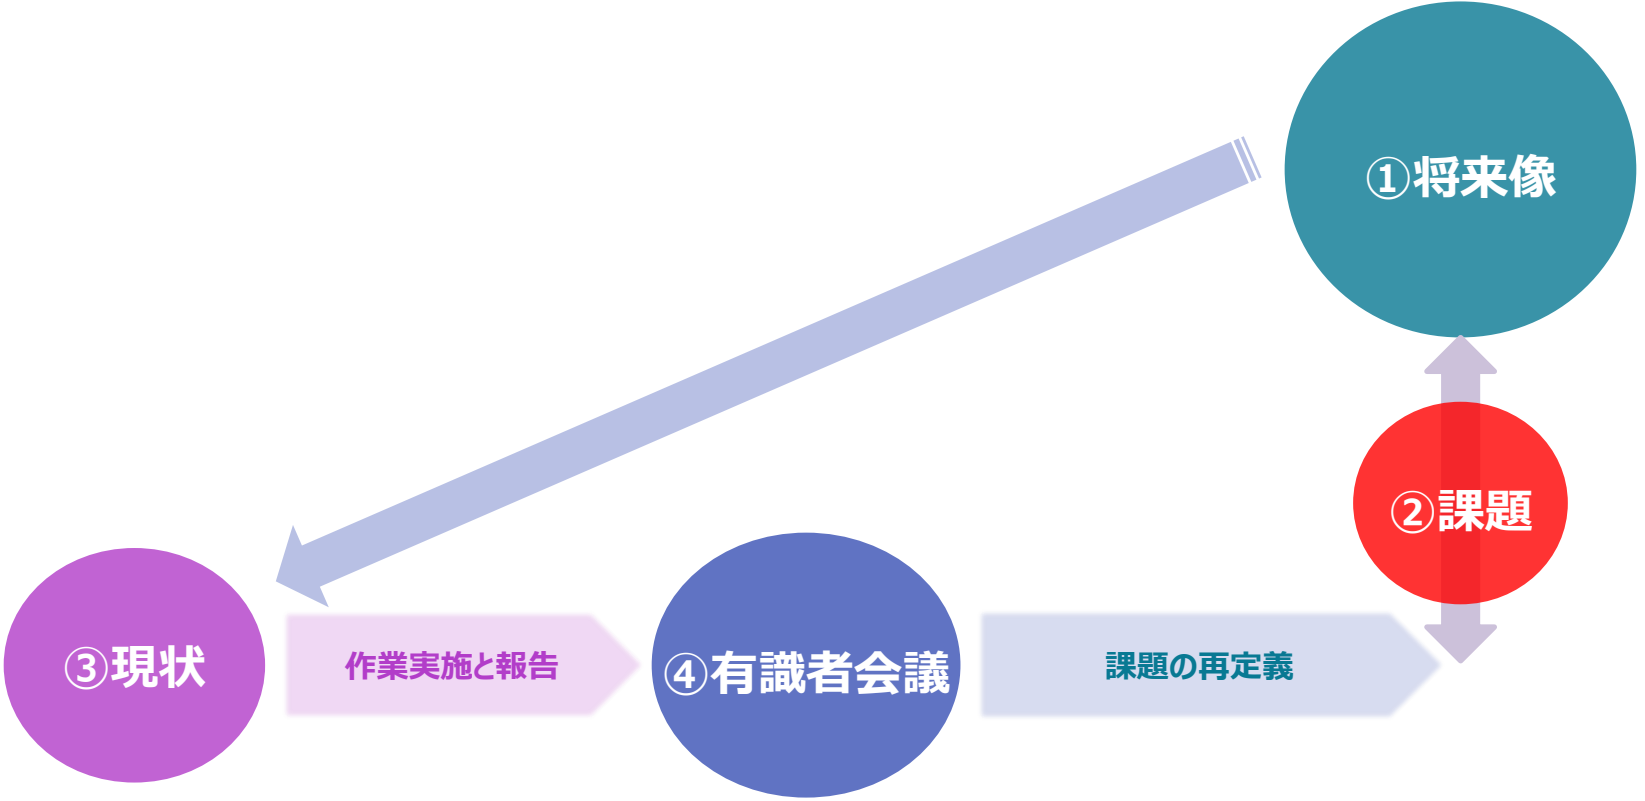 ①将来像
②課題
③現状
作業実施と報告
④有識者会議
課題の再定義